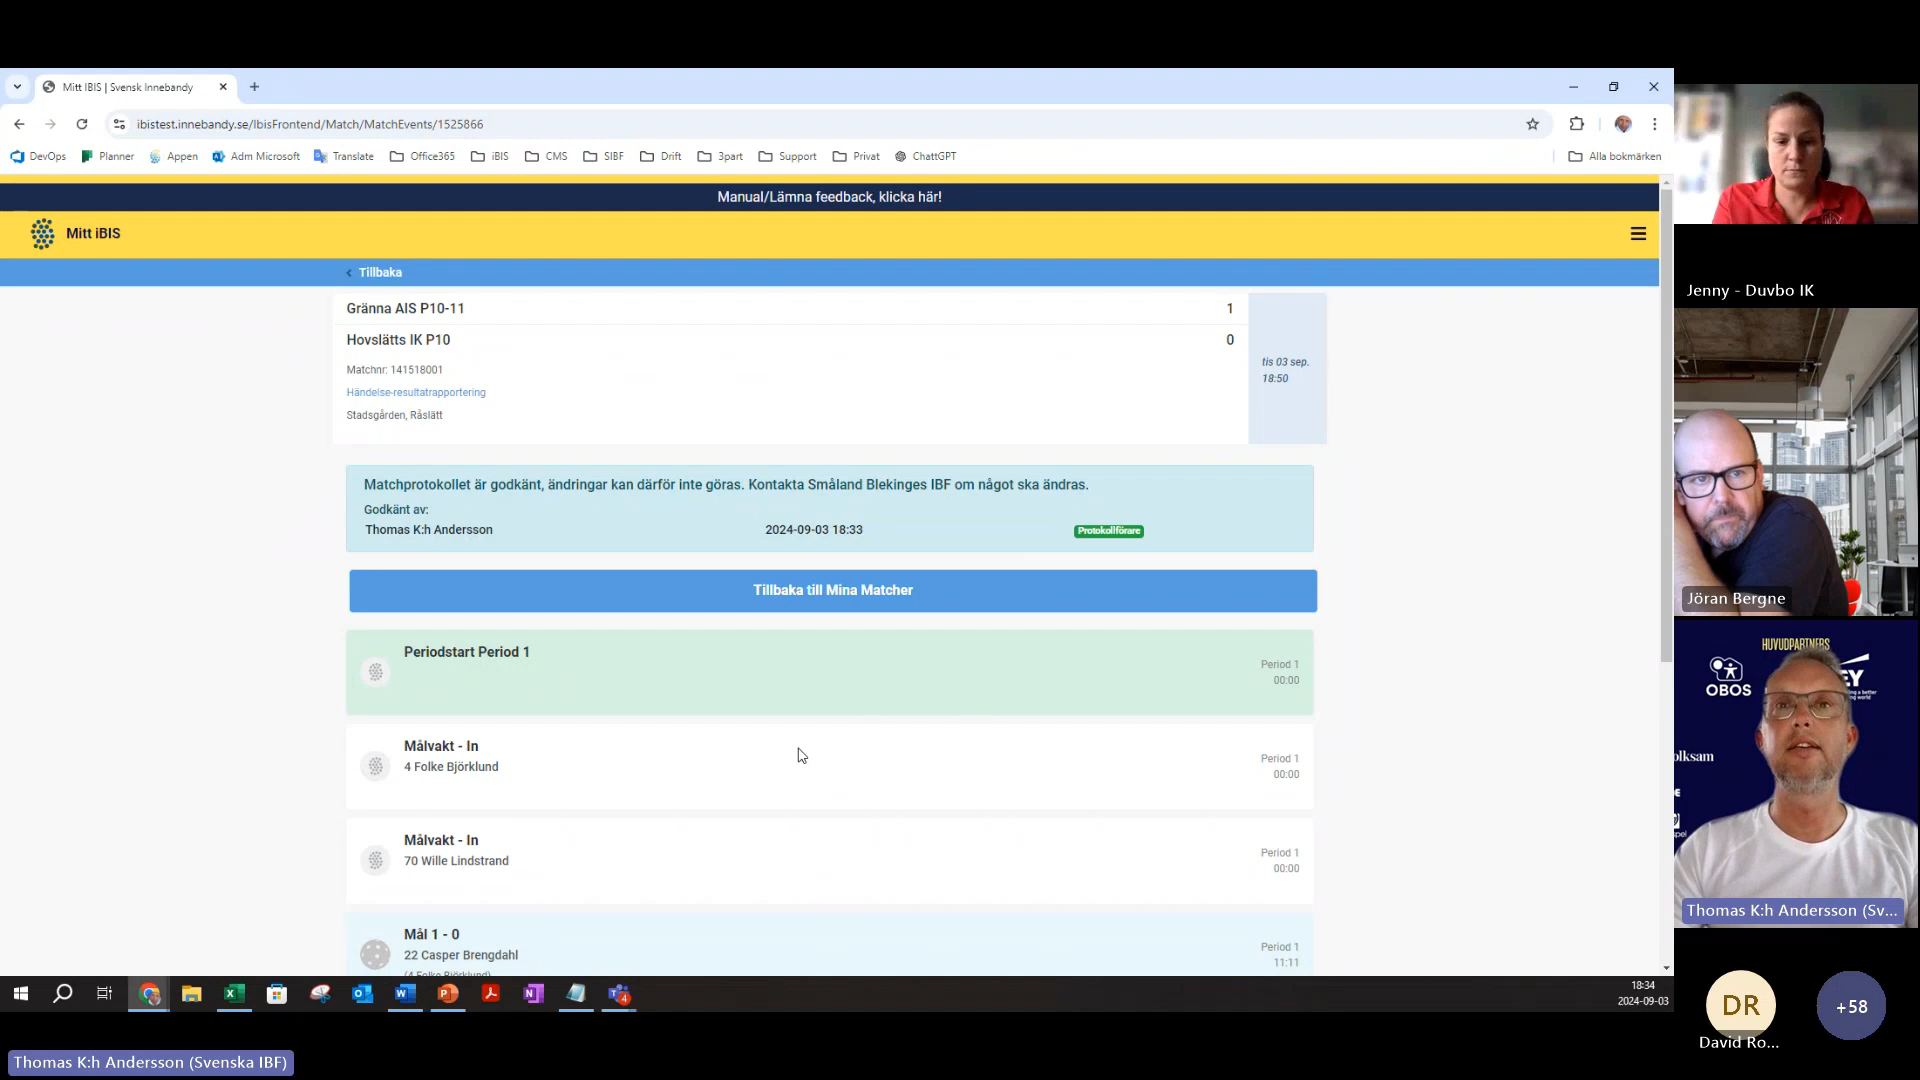 Mitt IBIS | Svensk Innebandy
ibistest.innebandy.se/IbisFrontend/Match/MatchEvents/1525866
DevOps Planner Appen Adm Microsoft Translate Office365 iBIS CMS SIBF Drift 3part Support Privat ChatGPT Alla bokmärken
Manual/Lämna feedback, klicka här!
Mitt iBIS
Tillbaka
Gränna AIS P10-11 1
Hovslätts IK P10 0
Matchnr: 141518001
Händelse-resultatrapportering
Stadsgården, Råslätt
tis 03 sep.
18:50
Matchprotokollet är godkänt, ändringar kan därför inte göras. Kontakta Småland Blekinges IBF om något ska ändras.
Godkänt av:
Thomas K:h Andersson 2024-09-03 18:33 Protokollförare
Tillbaka till Mina Matcher
Periodstart Period 1
Period 1
00:00
Målvakt - In
4 Folke Björklund
Period 1
00:00
Målvakt - In
70 Wille Lindstrand
Period 1
00:00
Mål 1 - 0
22 Casper Brengdahl
(4 Folke Björklund)
Period 1
11:11
4
18:34
2024-09-03
Thomas K:h Andersson (Svenska IBF)
Jenny - Duvbo IK
Jöran Bergne
HUVUDPARTNERS
OBOS
EY
olksam
Thomas K:h Andersson (Sv...
DR
David Ro...
+58